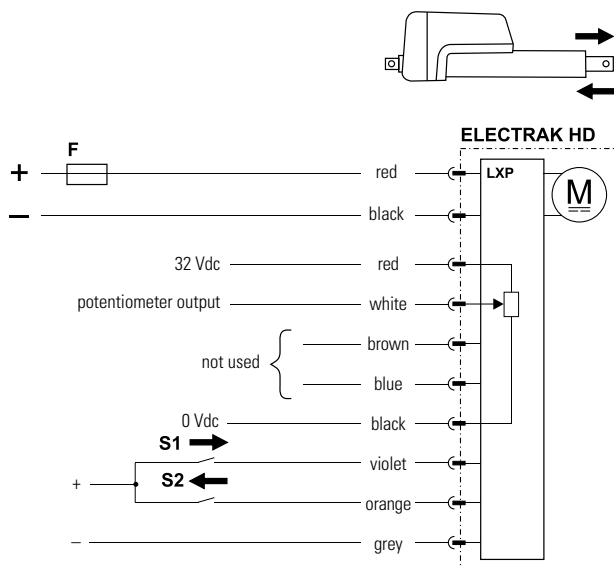 ELECTRAK HD
F
+ red LXP
M
– black
32 Vdc red
potentiometer output white
brown
not used
blue
0 Vdc black
S1
violet
S2
+
orange
– grey